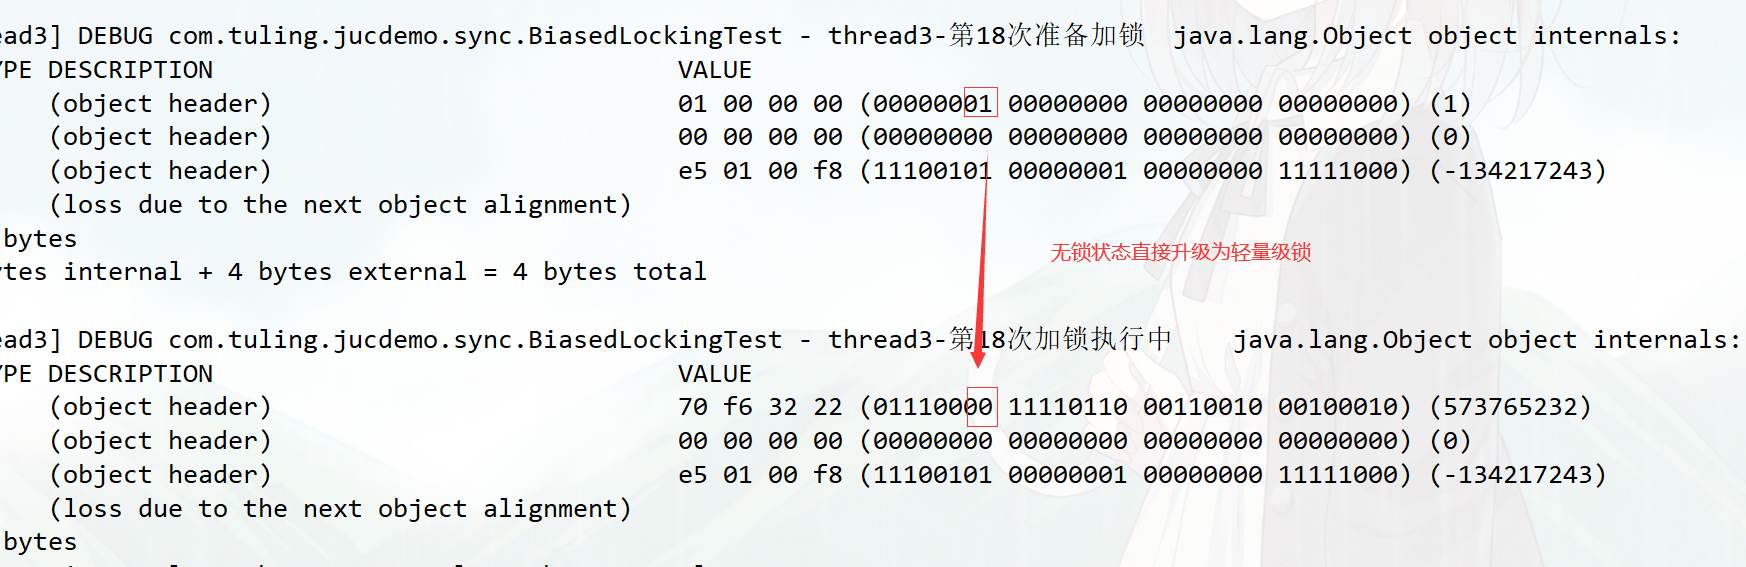 ead3] DEBUG com.tuling.jucdemo.sync.BiasedLockingTest - thread3-第18次准备加锁 java.lang.Object object internals:
YPE DESCRIPTION VALUE
(object header) 01 00 00 00 (00000001 00000000 00000000 00000000) (1)
(object header) 00 00 00 00 (00000000 00000000 00000000 00000000) (0)
(object header) e5 01 00 f8 (11100101 00000001 00000000 11111000) (-134217243)
(loss due to the next object alignment)
bytes
无锁状态直接升级为轻量级锁
ytes internal + 4 bytes external = 4 bytes total
ead3] DEBUG com.tuling.jucdemo.sync.BiasedLockingTest - thread3-第18次加锁执行中 java.lang.Object object internals:
YPE DESCRIPTION VALUE
(object header) 70 f6 32 22 (01110000 11110110 00110010 00100010) (573765232)
(object header) 00 00 00 00 (00000000 00000000 00000000 00000000) (0)
(object header) e5 01 00 f8 (11100101 00000001 00000000 11111000) (-134217243)
(loss due to the next object alignment)
bytes